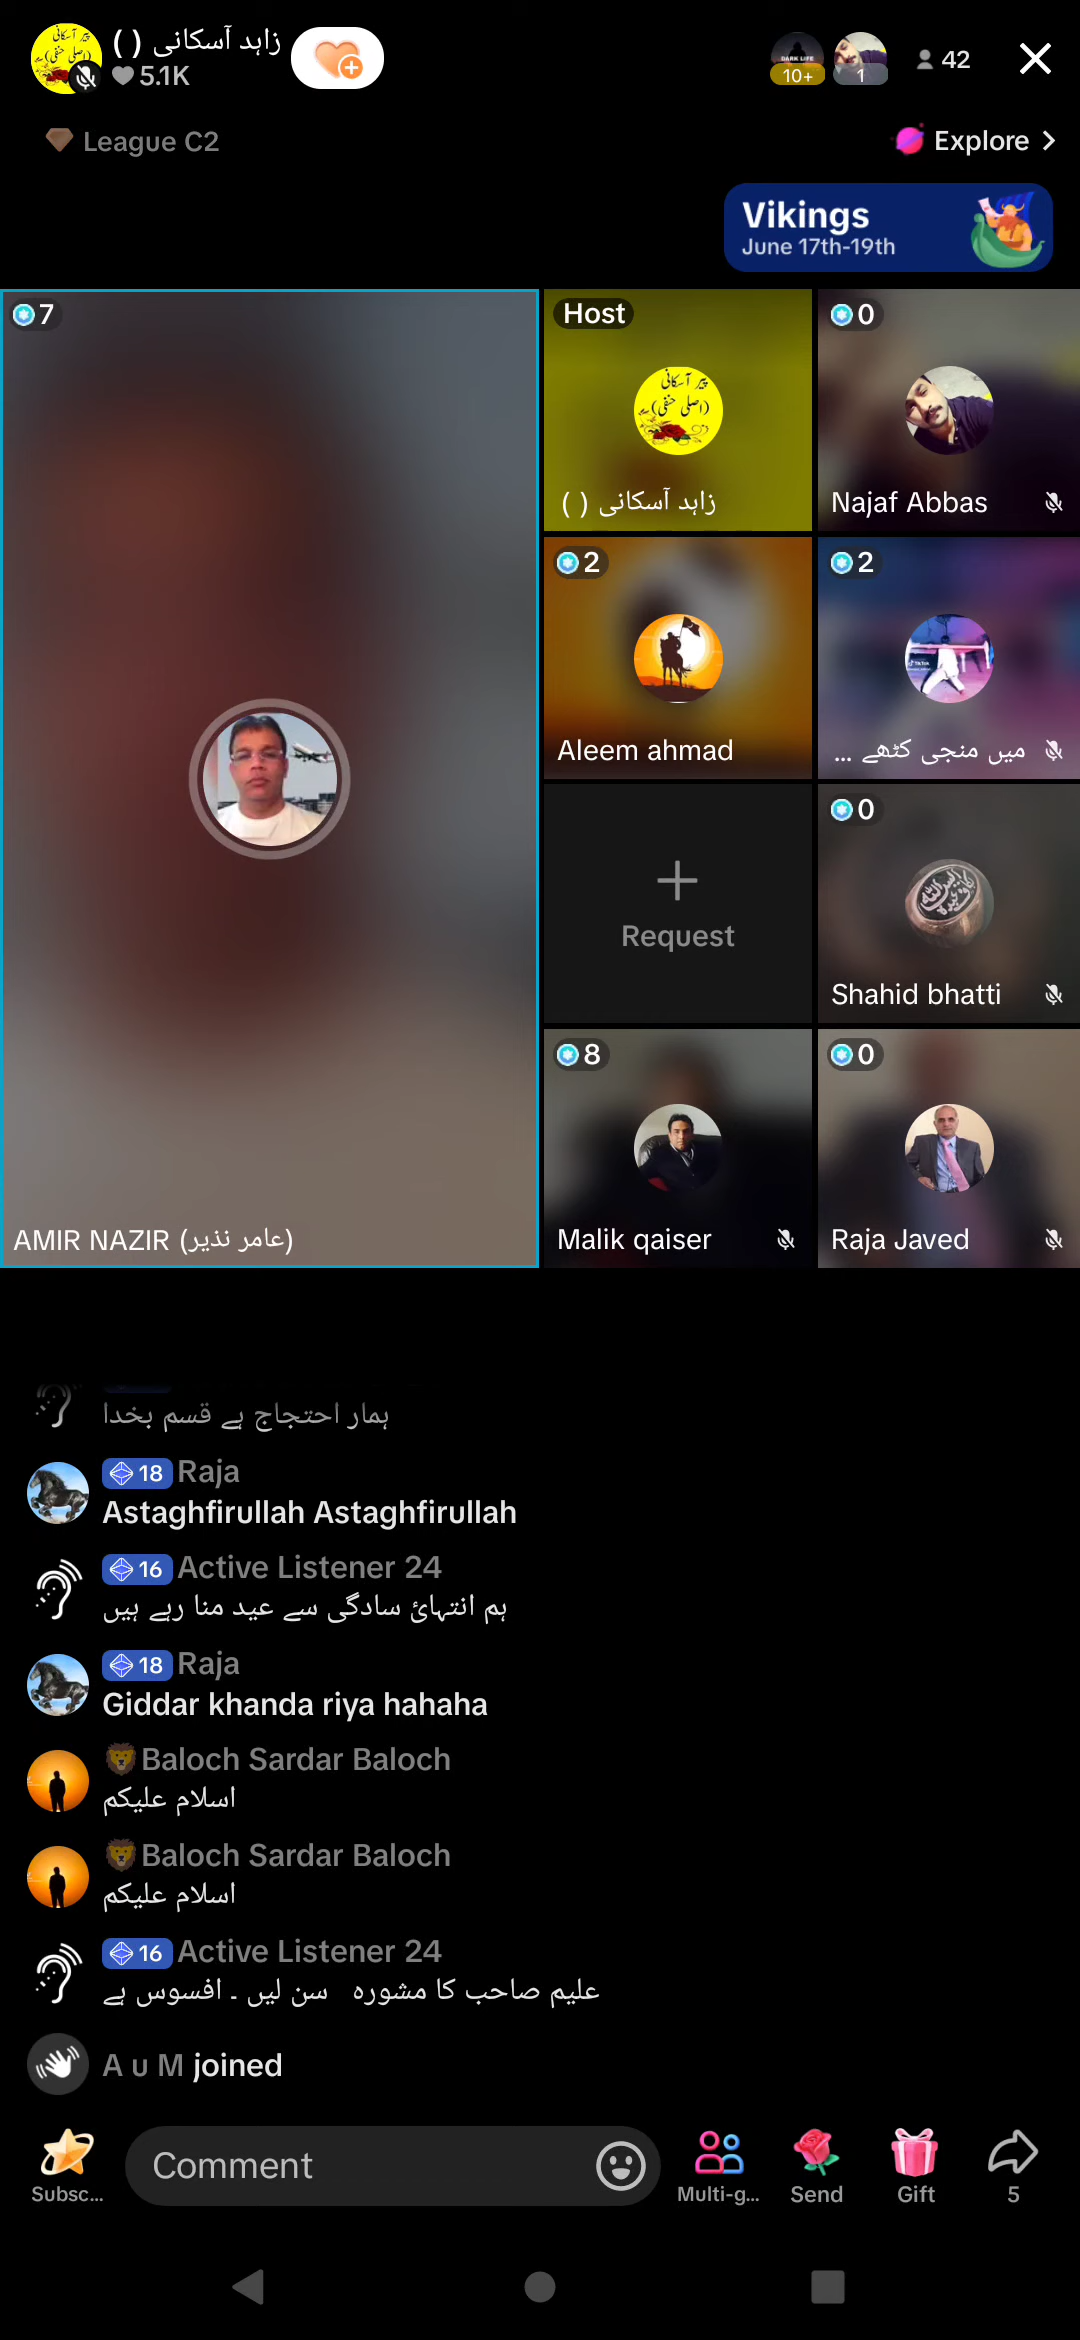 زاہد آسکانی ( )
5.1K
10+
1
42
League C2
Explore
Vikings
June 17th-19th
7
Host
پیر آسکانی
(اصلی حنفی)
زاہد آسکانی ( )
0
Najaf Abbas
2
Aleem ahmad
2
میں منجی کٹھے ...
Request
0
Shahid bhatti
8
Malik qaiser
0
Raja Javed
AMIR NAZIR (عامر نذیر)
ہمار احتجاج ہے قسم بخدا
18 Raja
Astaghfirullah Astaghfirullah
16 Active Listener 24
ہم انتہائ سادگی سے عید منا رہے ہیں
18 Raja
Giddar khanda riya hahaha
🦁Baloch Sardar Baloch
اسلام علیکم
🦁Baloch Sardar Baloch
اسلام علیکم
16 Active Listener 24
علیم صاحب کا مشورہ سن لیں ۔ افسوس ہے
A u M joined
Comment
Subsc...
Multi-g...
Send
Gift
5